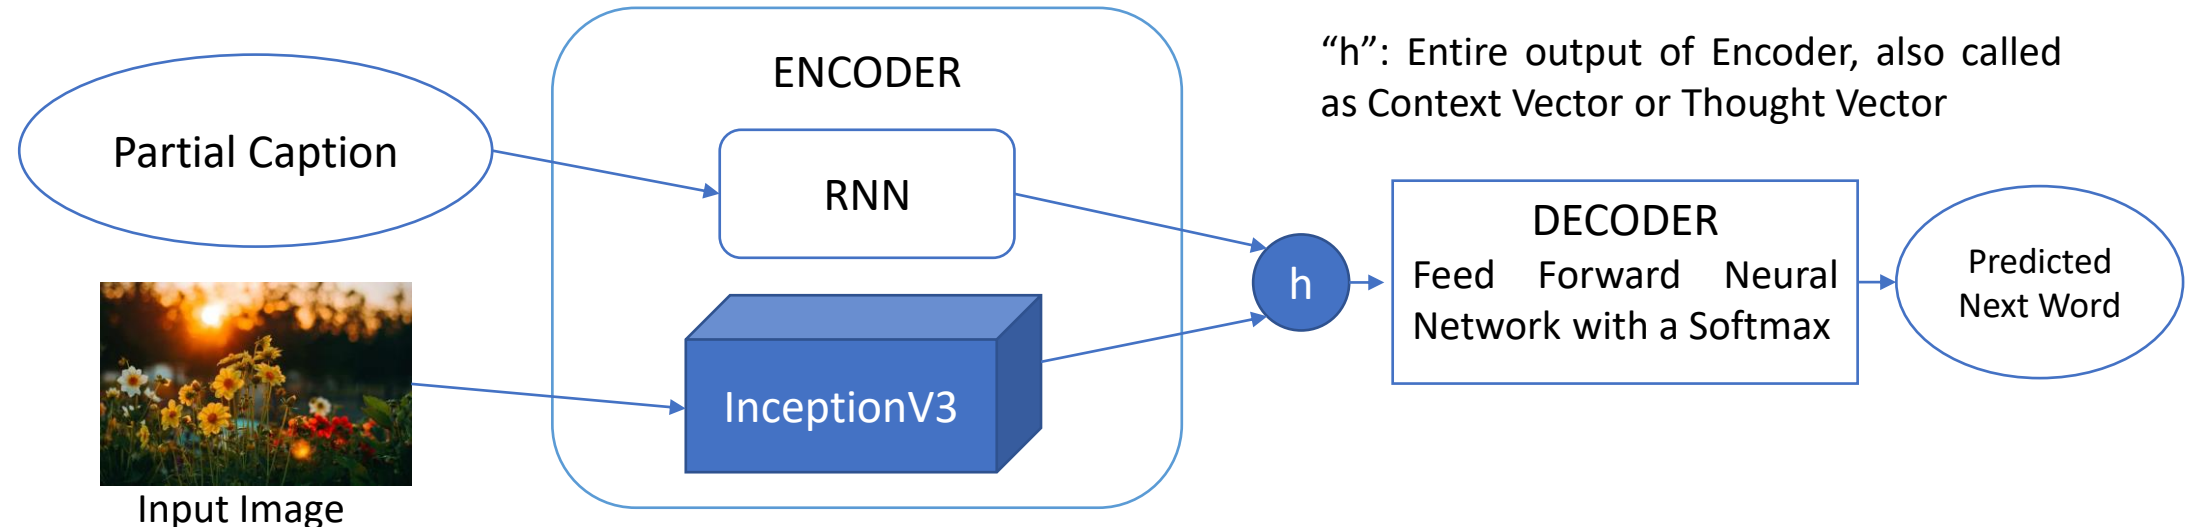 Partial Caption
Input Image
ENCODER
RNN
InceptionV3
“h”: Entire output of Encoder, also called
as Context Vector or Thought Vector
h
DECODER
Feed Forward Neural
Network with a Softmax
Predicted
Next Word